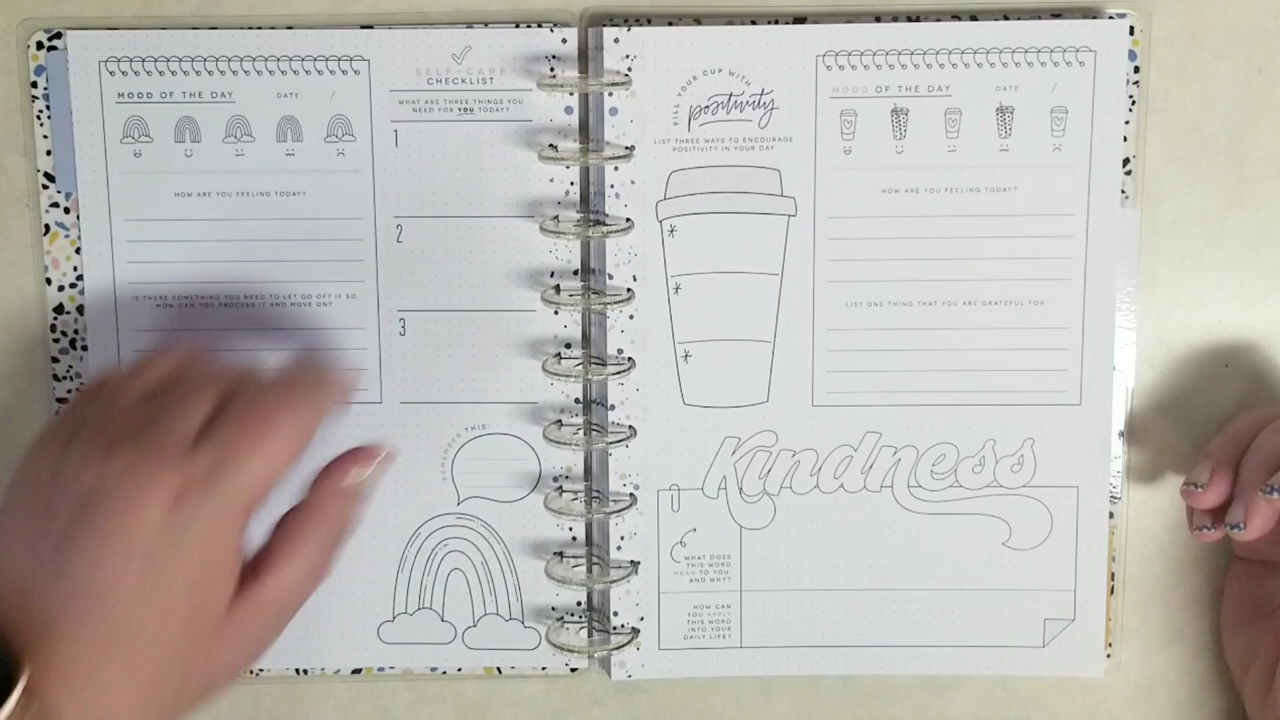 MOOD OF THE DAY
DATE: /
HOW ARE YOU FEELING TODAY?
IS THERE SOMETHING YOU NEED TO LET GO OF? IF SO,
HOW CAN YOU PROCESS IT AND MOVE ON?
SELF-CARE
CHECKLIST
WHAT ARE THREE THINGS YOU
NEED FOR YOU TODAY?
1
2
3
REMEMBER THIS:
FILL YOUR CUP WITH
positivity
LIST THREE WAYS TO ENCOURAGE
POSITIVITY IN YOUR DAY
MOOD OF THE DAY
DATE /
HOW ARE YOU FEELING TODAY?
LIST ONE THING THAT YOU ARE GRATEFUL FOR.
Kindness
WHAT DOES
THIS WORD
MEAN TO YOU,
AND WHY?
HOW CAN
YOU APPLY
THIS WORD
INTO YOUR
DAILY LIFE?